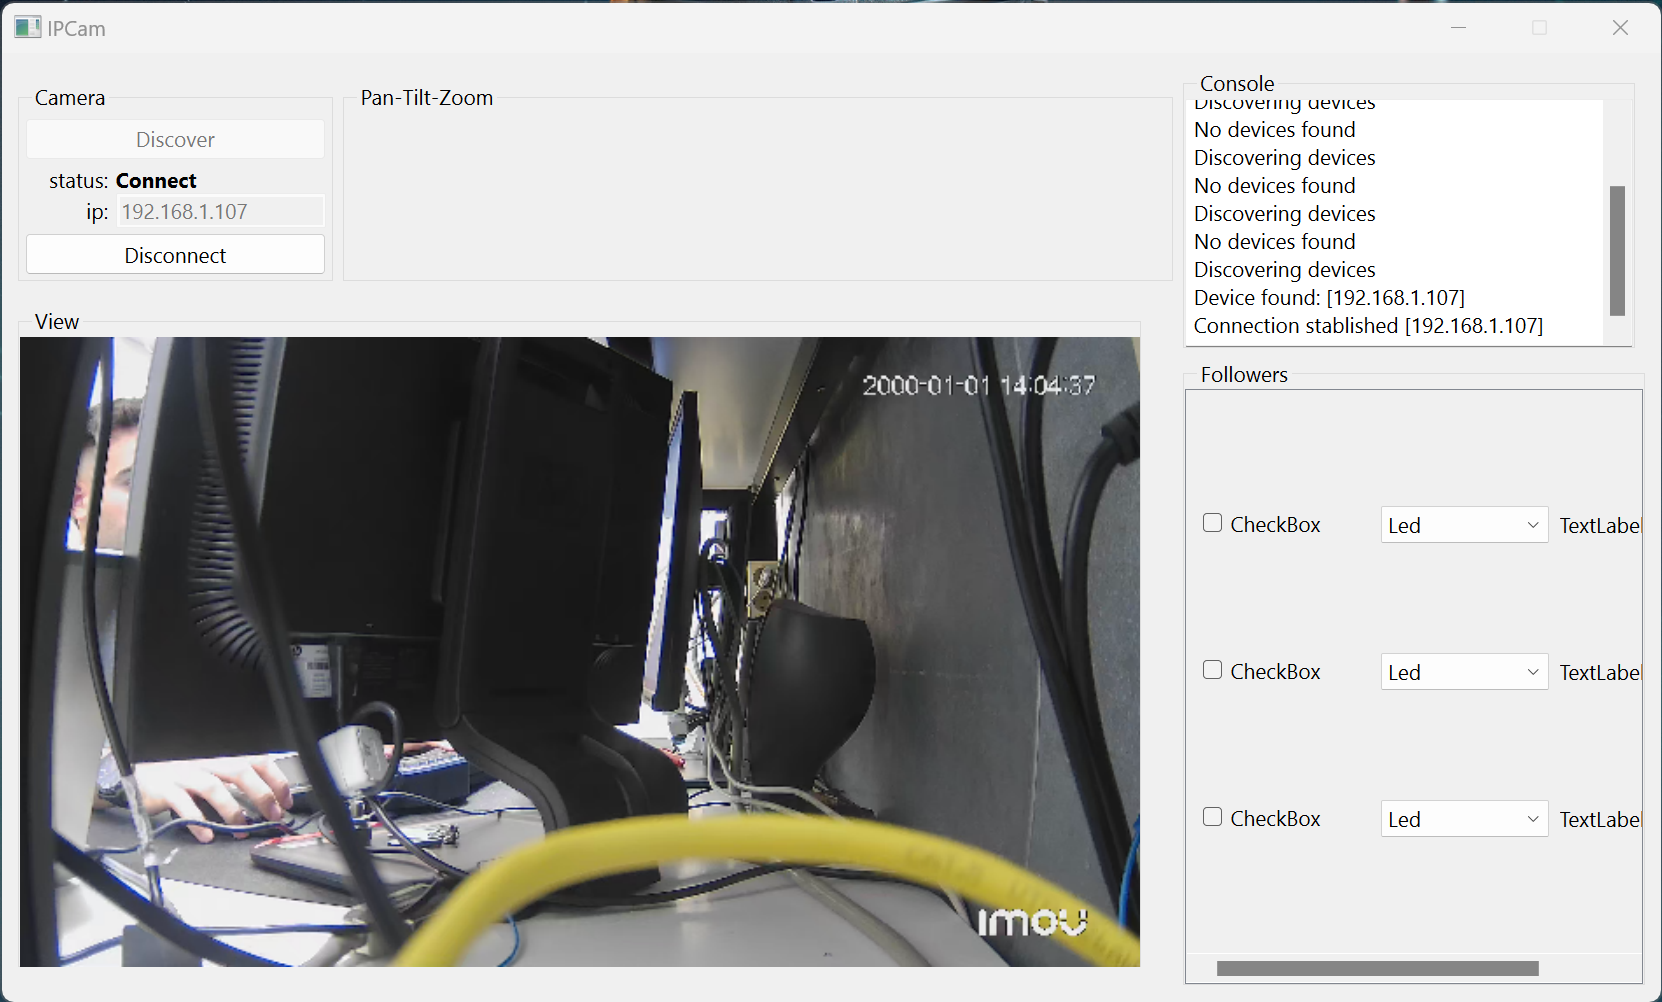 IPCam
Camera
Discover
status: Connect
ip: 192.168.1.107
Disconnect
Pan-Tilt-Zoom
Console
Discovering devices
No devices found
Discovering devices
No devices found
Discovering devices
No devices found
Discovering devices
Device found: [192.168.1.107]
Connection stablished [192.168.1.107]
View
2000-01-01 14:04:37
imou
Followers
CheckBox Led TextLabel
CheckBox Led TextLabel
CheckBox Led TextLabel